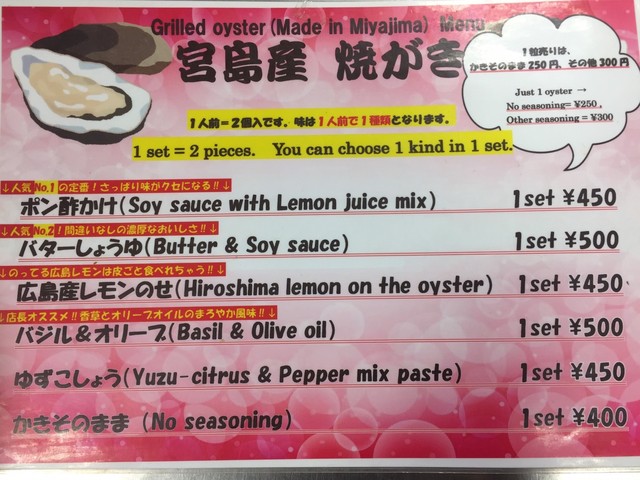 Grilled oyster(Made in Miyajima) Menu
宮島産 焼がき
1粒売りは、
かきそのまま250円、その他300円
Just 1 oyster →
No seasoning= ¥250 ,
Other seasoning = ¥300
1人前=2個入です。味は1人前で1種類となります。
1 set = 2 pieces. You can choose 1 kind in 1 set.
↓人気No.1の定番!さっぱり味がクセになる!!↓
ポン酢かけ(Soy sauce with Lemon juice mix) 1set ¥450
↓人気No.2!間違いなしの濃厚なおいしさ!!↓
バターしょうゆ(Butter & Soy sauce) 1set ¥500
↓のってる広島レモンは皮ごと食べれちゃう!!↓
広島産レモンのせ(Hiroshima lemon on the oyster) 1set ¥450
↓店長オススメ!!香草とオリーブオイルのまろやか風味!!↓
バジル&オリーブ(Basil & Olive oil) 1set ¥500
ゆずこしょう(Yuzu-citrus & Pepper mix paste) 1set ¥450
かきそのまま (No seasoning) 1set ¥400